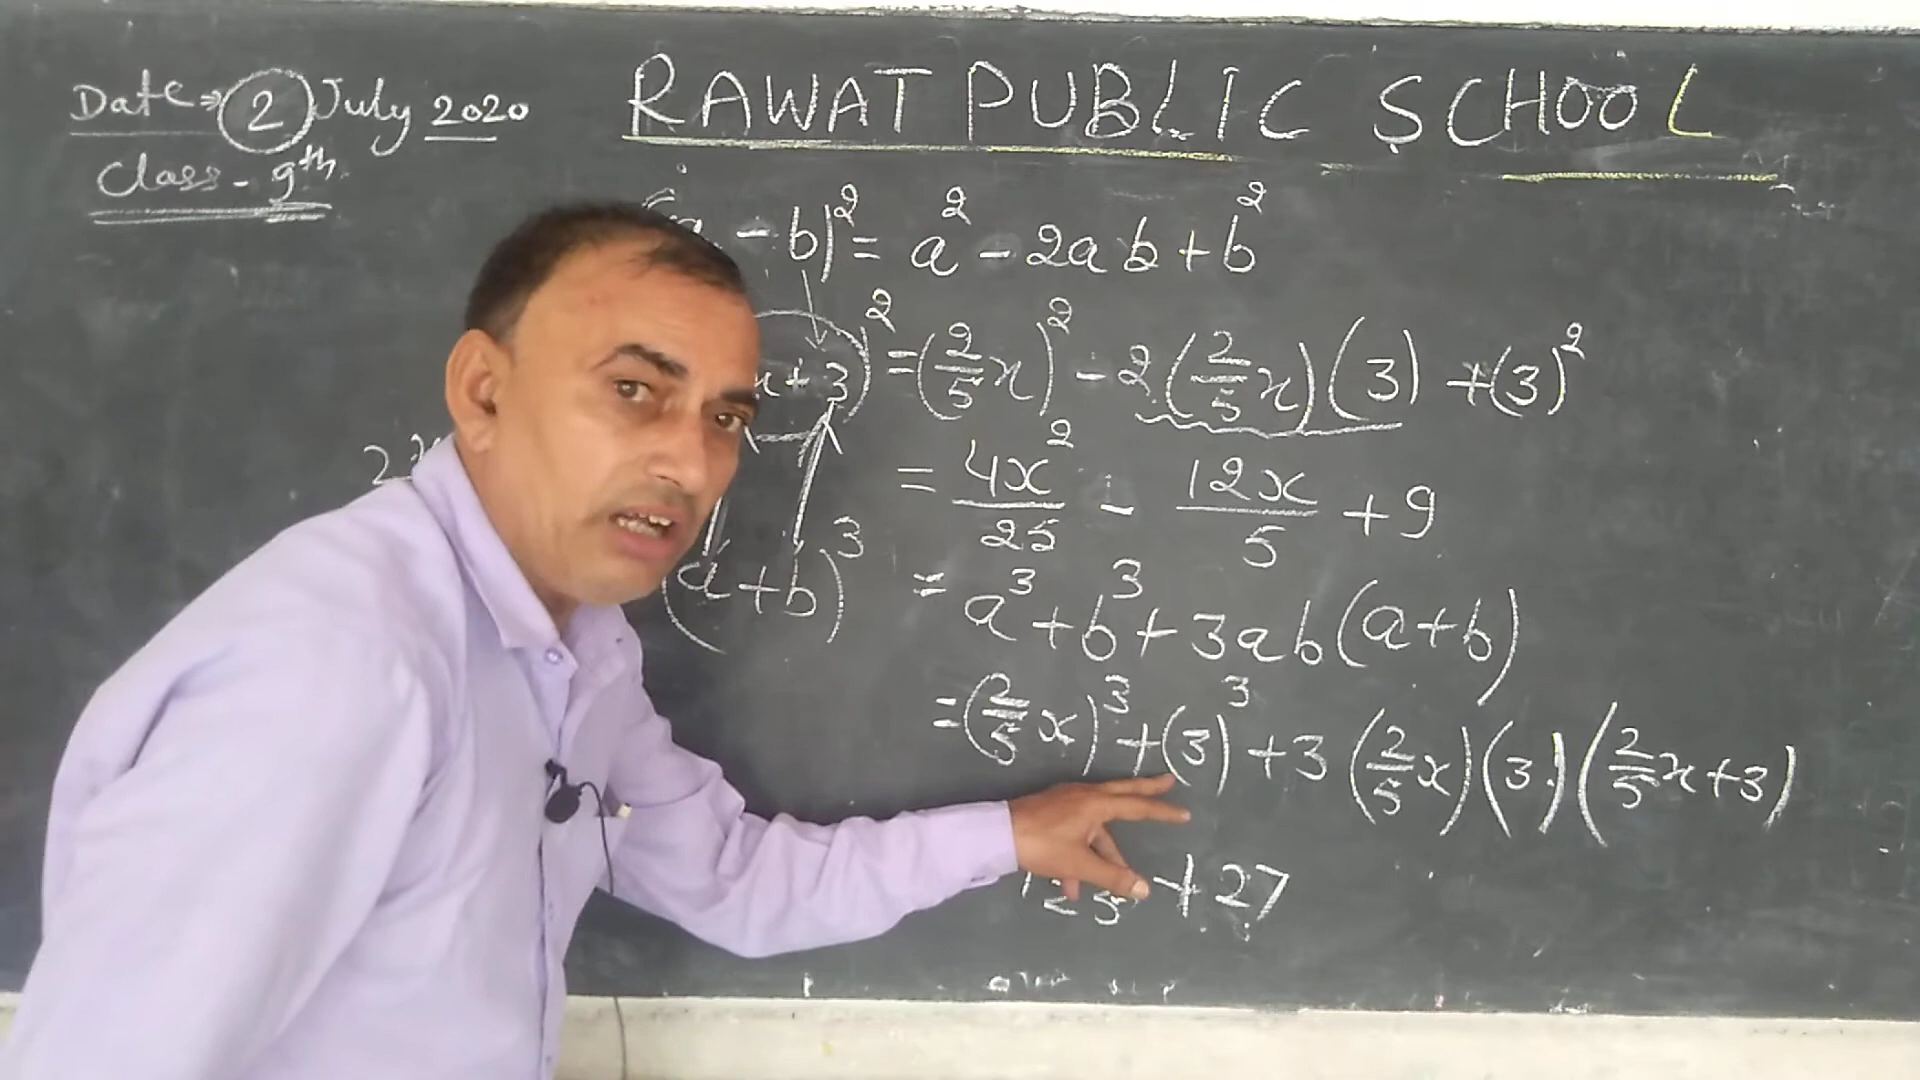 Date ⇒ 2 July 2020
Class - 9th
RAWAT PUBLIC SCHOOL
- b)² = a² - 2ab + b²
x + 3)² = (2/5 x)² - 2(2/5 x)(3) + (3)²
= 4x²/25 - 12x/5 + 9
(a+b)³ = a³ + b³ + 3ab(a+b)
= (2/5 x)³ + (3)³ + 3(2/5 x)(3)(2/5 x + 3)
125 + 27